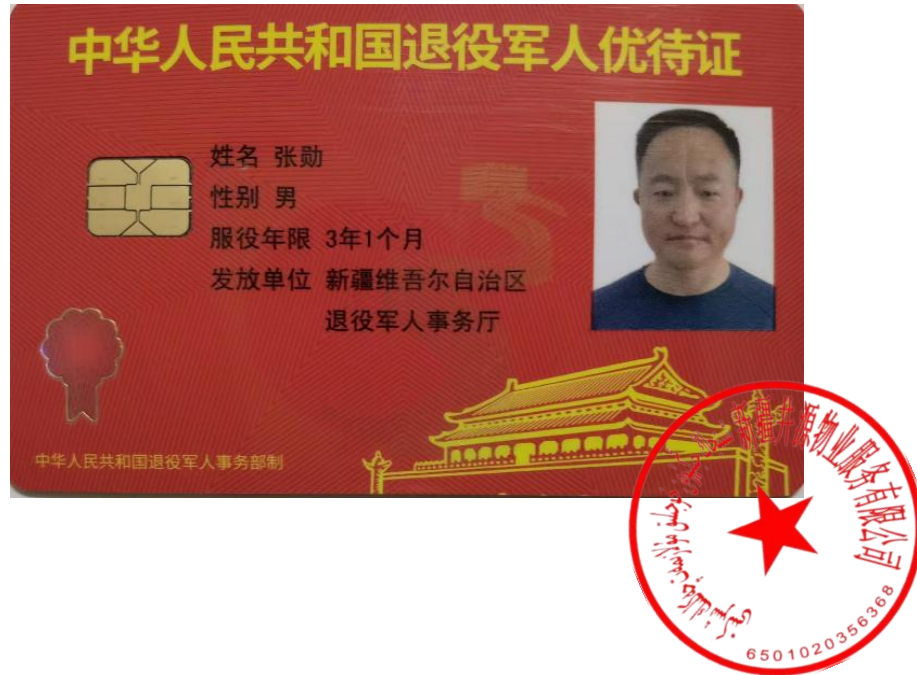 中华人民共和国退役军人优待证
姓名 张勋
性别 男
服役年限 3年1个月
发放单位 新疆维吾尔自治区
退役军人事务厅
中华人民共和国退役军人事务部制
物业服务有限公司
6501020356368